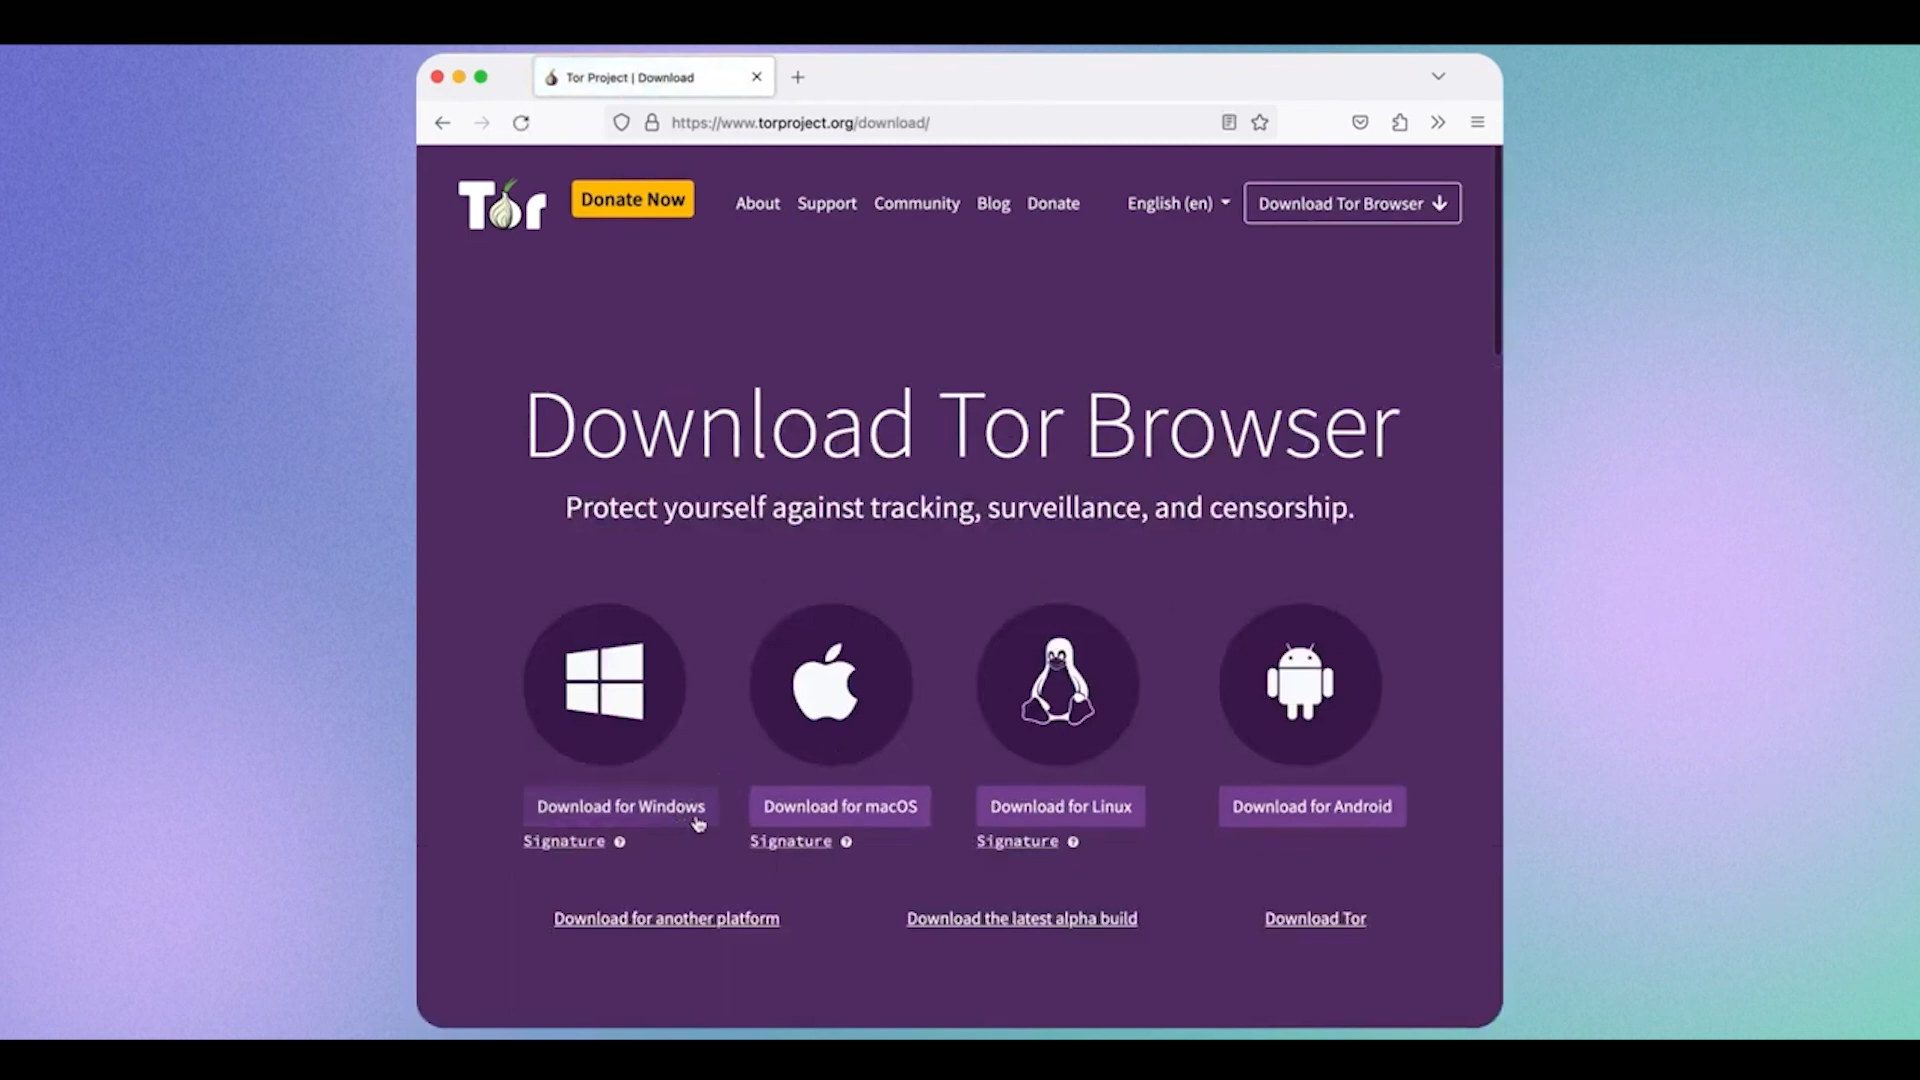 Tor Project | Download
https://www.torproject.org/download/
Tor
Donate Now
About
Support
Community
Blog
Donate
English (en)
Download Tor Browser
Download Tor Browser
Protect yourself against tracking, surveillance, and censorship.
Download for Windows
Download for macOS
Download for Linux
Download for Android
Signature
Signature
Signature
Download for another platform
Download the latest alpha build
Download Tor